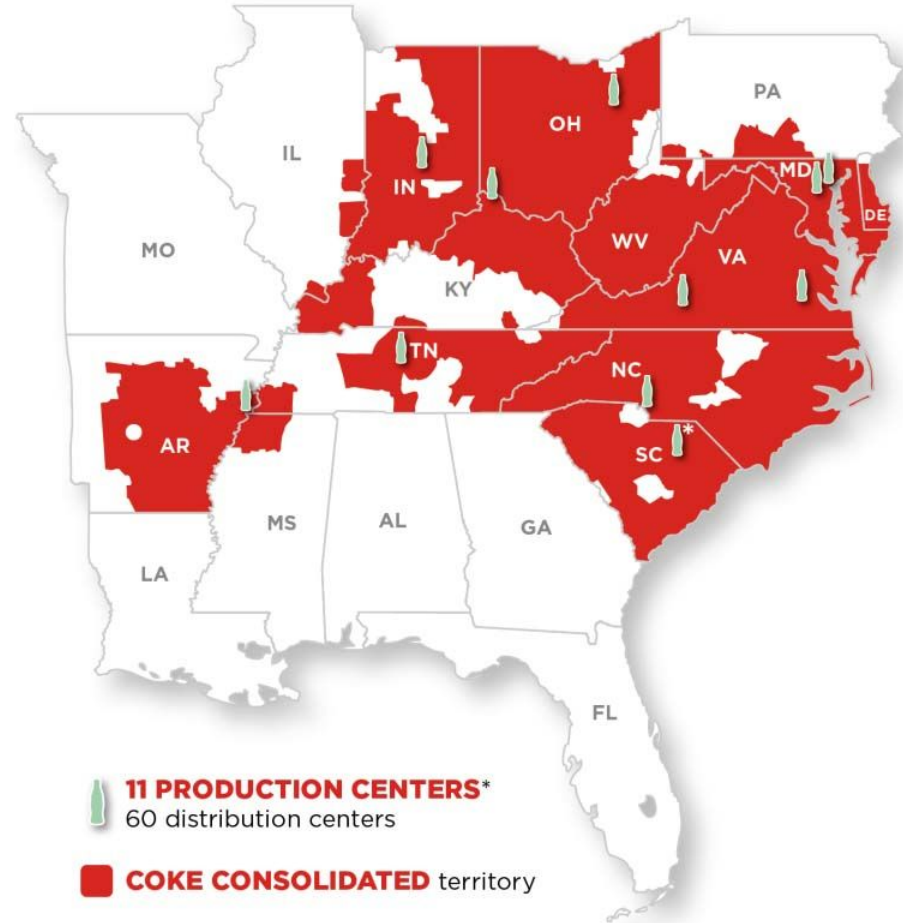 PA
OH
IL
IN
MD
DE
WV
MO
VA
KY
TN
NC
AR
*
SC
MS
AL
GA
LA
FL
11 PRODUCTION CENTERS*
60 distribution centers
COKE CONSOLIDATED territory